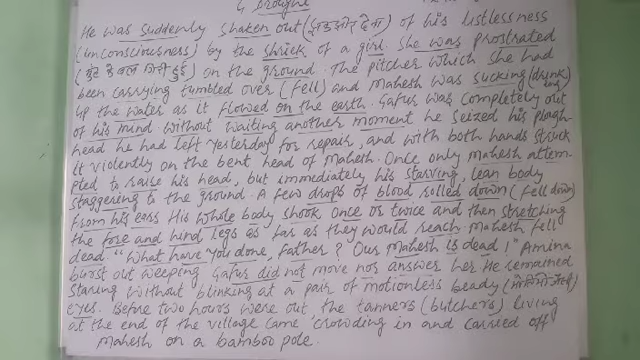 Drought
He was suddenly shaken out (झकझोर देना) of his listlessness
(unconsciousness) by the shriek of a girl. She was prostrated
(मुंह के बल गिरी हुई) on the ground. The pitcher which she had
been carrying tumbled over (fell) and Mahesh was sucking (drinking)
up the water as it flowed on the earth. Gafur was completely out
of his mind without waiting another moment he seized his plough-
head he had left yesterday for repair, and with both hands struck
it violently on the bent head of Mahesh. Once only Mahesh attem-
pted to raise his head, but immediately his starving, lean body
staggering to the ground. A few drops of blood rolled down (fell down)
from his ears His whole body shook once or twice and then stretching
the fore and hind legs as far as they would reach Mahesh fell
dead "What have you done, father? Our Mahesh is dead!" Amina
burst out weeping Gafur did not move nor answer her. He remained
staring without blinking at a pair of motionless beady
eyes. Before two hours were out the tanners (butchers) living
at the end of the village came crowding in and carried off
Mahesh on a bamboo pole.